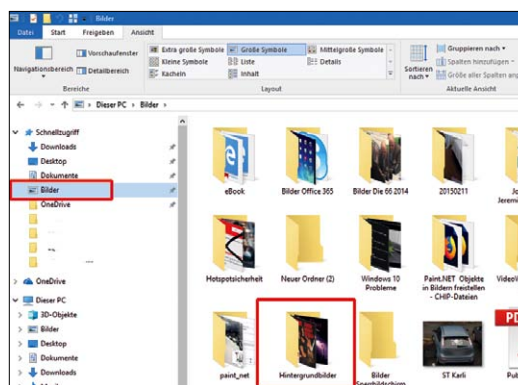 Bilder
Datei Start Freigeben Ansicht
Navigationsbereich
Vorschaufenster
Detailbereich
Bereiche
Extra große Symbole Große Symbole Mittelgroße Symbole
Kleine Symbole Liste Details
Kacheln Inhalt
Layout
Sortieren nach
Gruppieren nach
Spalten hinzufügen
Größe aller Spalten
Aktuelle Ansicht
Dieser PC > Bilder >
Schnellzugriff
Downloads
Desktop
Dokumente
Bilder
OneDrive
OneDrive
Dieser PC
3D-Objekte
Bilder
Desktop
Dokumente
Downloads
eBook
Bilder Office 365
Bilder Die 66 2014
20150211
Hotspotsicherheit
Neuer Ordner (2)
Windows 10
Probleme
Paint.NET Objekte
in Bildern freistellen
- CHIP-Dateien
paint_net
Hintergrundbilder
Bilder
ST Karli